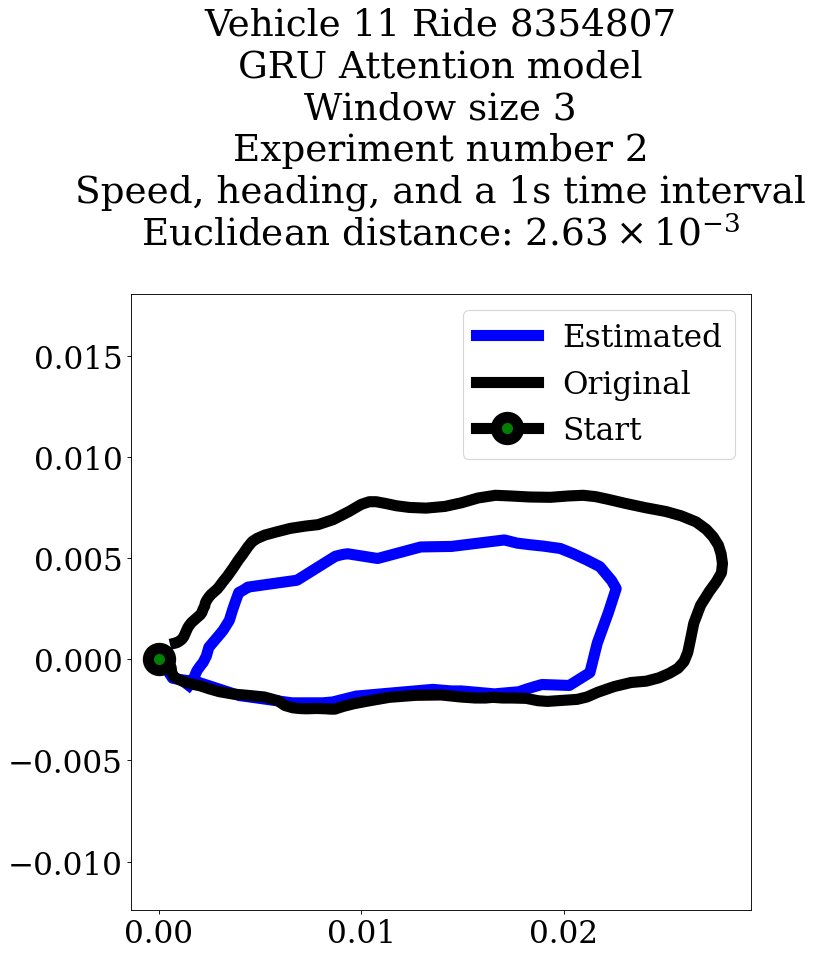 Vehicle 11 Ride 8354807
GRU Attention model
Window size 3
Experiment number 2
Speed, heading, and a 1s time interval
Euclidean distance: 2.63 × 10⁻³
Estimated
Original
Start
0.015
0.010
0.005
0.000
−0.005
−0.010
0.00 0.01 0.02